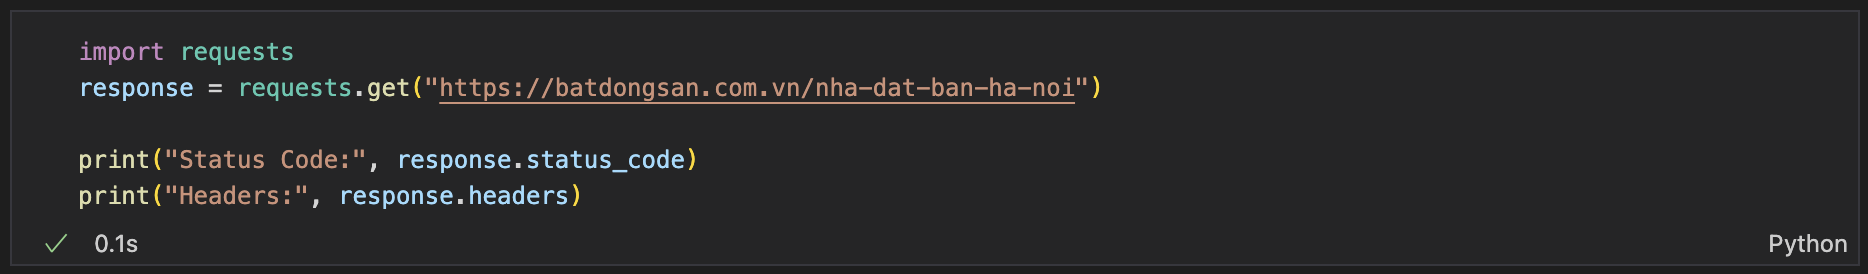 import requests
response = requests.get("https://batdongsan.com.vn/nha-dat-ban-ha-noi")
print("Status Code:", response.status_code)
print("Headers:", response.headers)
✓ 0.1s
Python